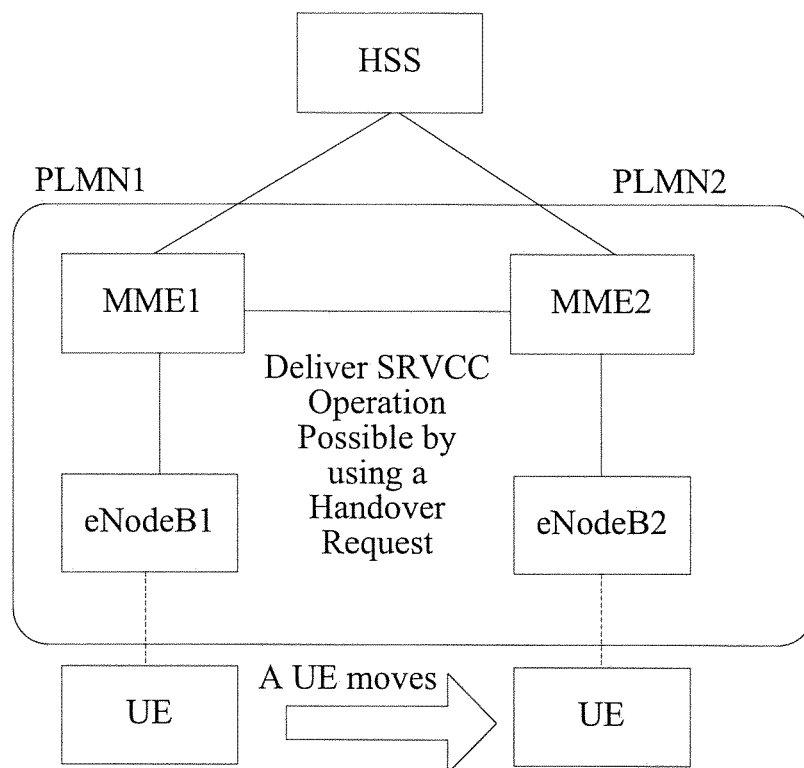 HSS
PLMN1
PLMN2
MME1
MME2
Deliver SRVCC
Operation
Possible by
using a
Handover
Request
eNodeB1
eNodeB2
A UE moves
UE
UE